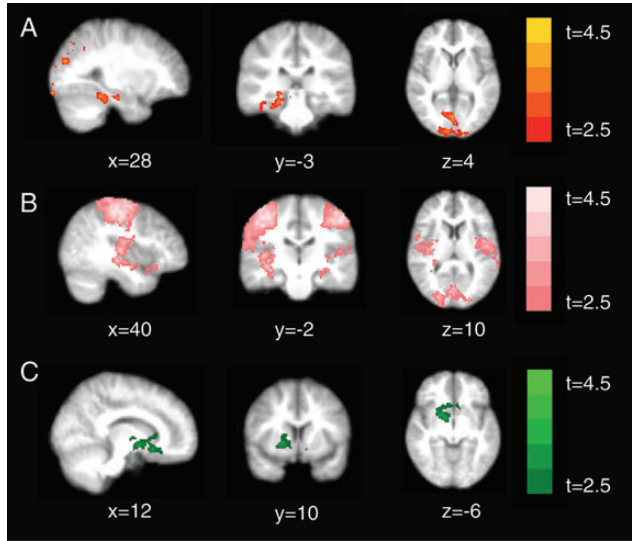 A
t=4.5
t=2.5
x=28
y=-3
z=4
B
t=4.5
t=2.5
x=40
y=-2
z=10
C
t=4.5
t=2.5
x=12
y=10
z=-6